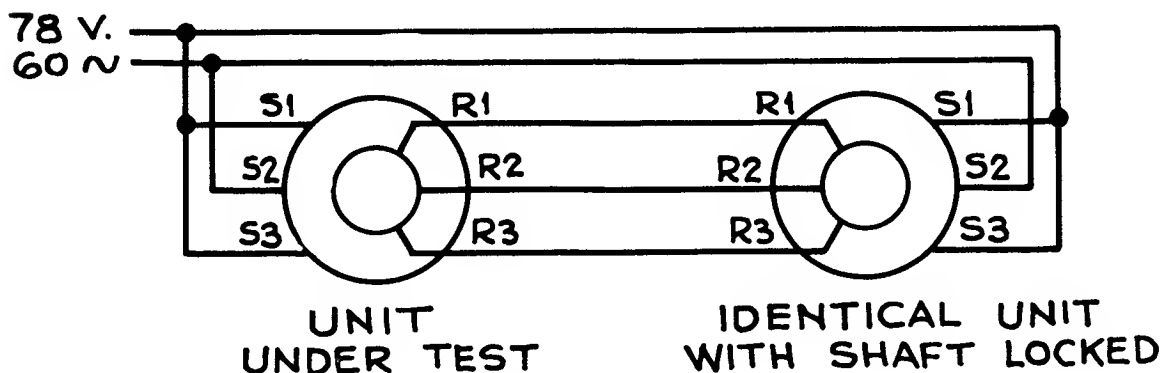 78 V.
60 ~
S1 R1 R1 S1
S2 R2 R2 S2
S3 R3 R3 S3
UNIT
UNDER TEST
IDENTICAL UNIT
WITH SHAFT LOCKED